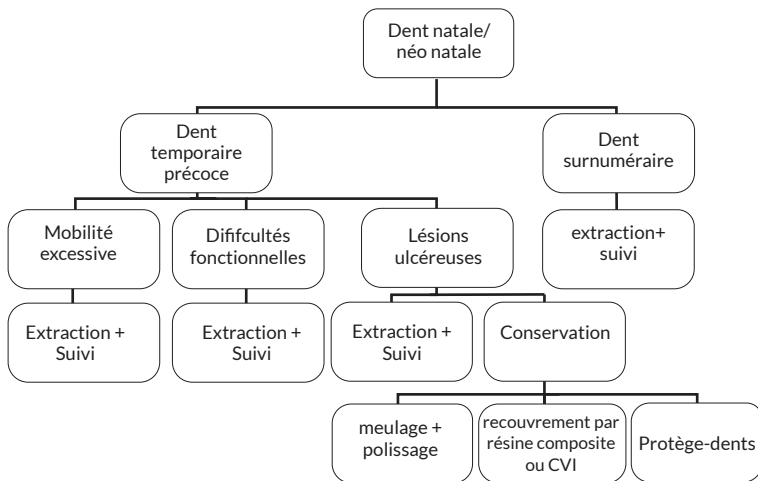 Dent natale/
néo natale
Dent
temporaire
précoce
Dent
surnuméraire
Mobilité
excessive
Dififcultés
fonctionnelles
Lésions
ulcéreuses
extraction+
suivi
Extraction +
Suivi
Extraction +
Suivi
Extraction +
Suivi
Conservation
meulage +
polissage
recouvrement par
résine composite
ou CVI
Protège-dents